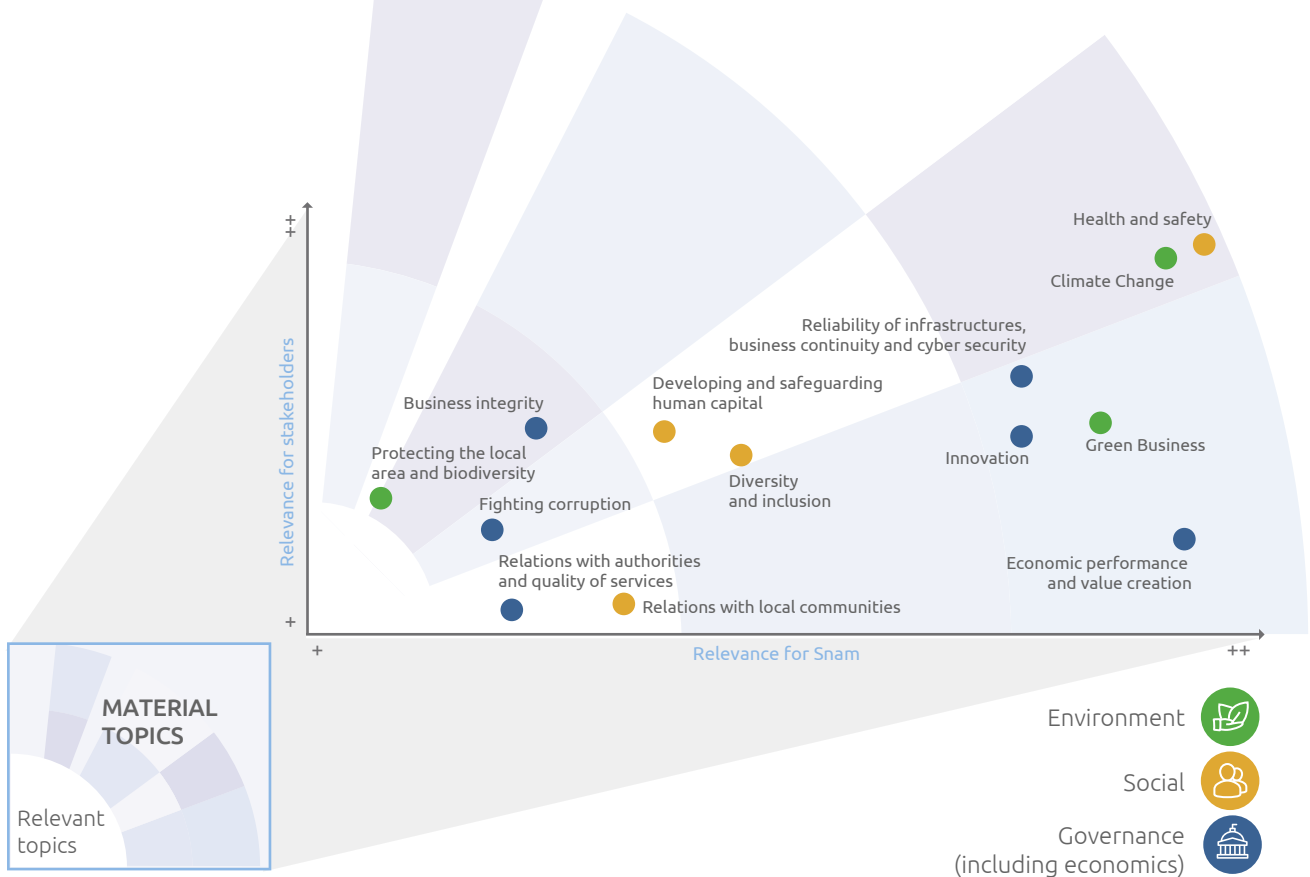 ++
Relevance for stakeholders
+
Health and safety
Climate Change
Reliability of infrastructures,
business continuity and cyber security
Developing and safeguarding
human capital
Business integrity
Protecting the local
area and biodiversity
Diversity
and inclusion
Innovation
Green Business
Fighting corruption
Relations with authorities
and quality of services
Relations with local communities
Economic performance
and value creation
+
Relevance for Snam
++
MATERIAL
TOPICS
Relevant
topics
Environment
Social
Governance
(including economics)